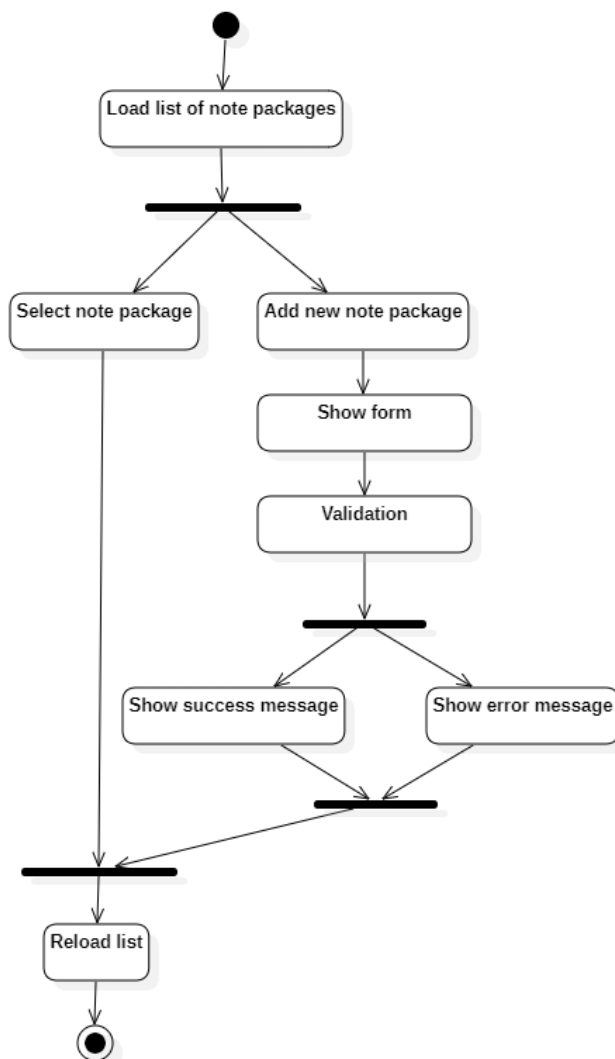 Load list of note packages
Select note package
Add new note package
Show form
Validation
Show success message
Show error message
Reload list